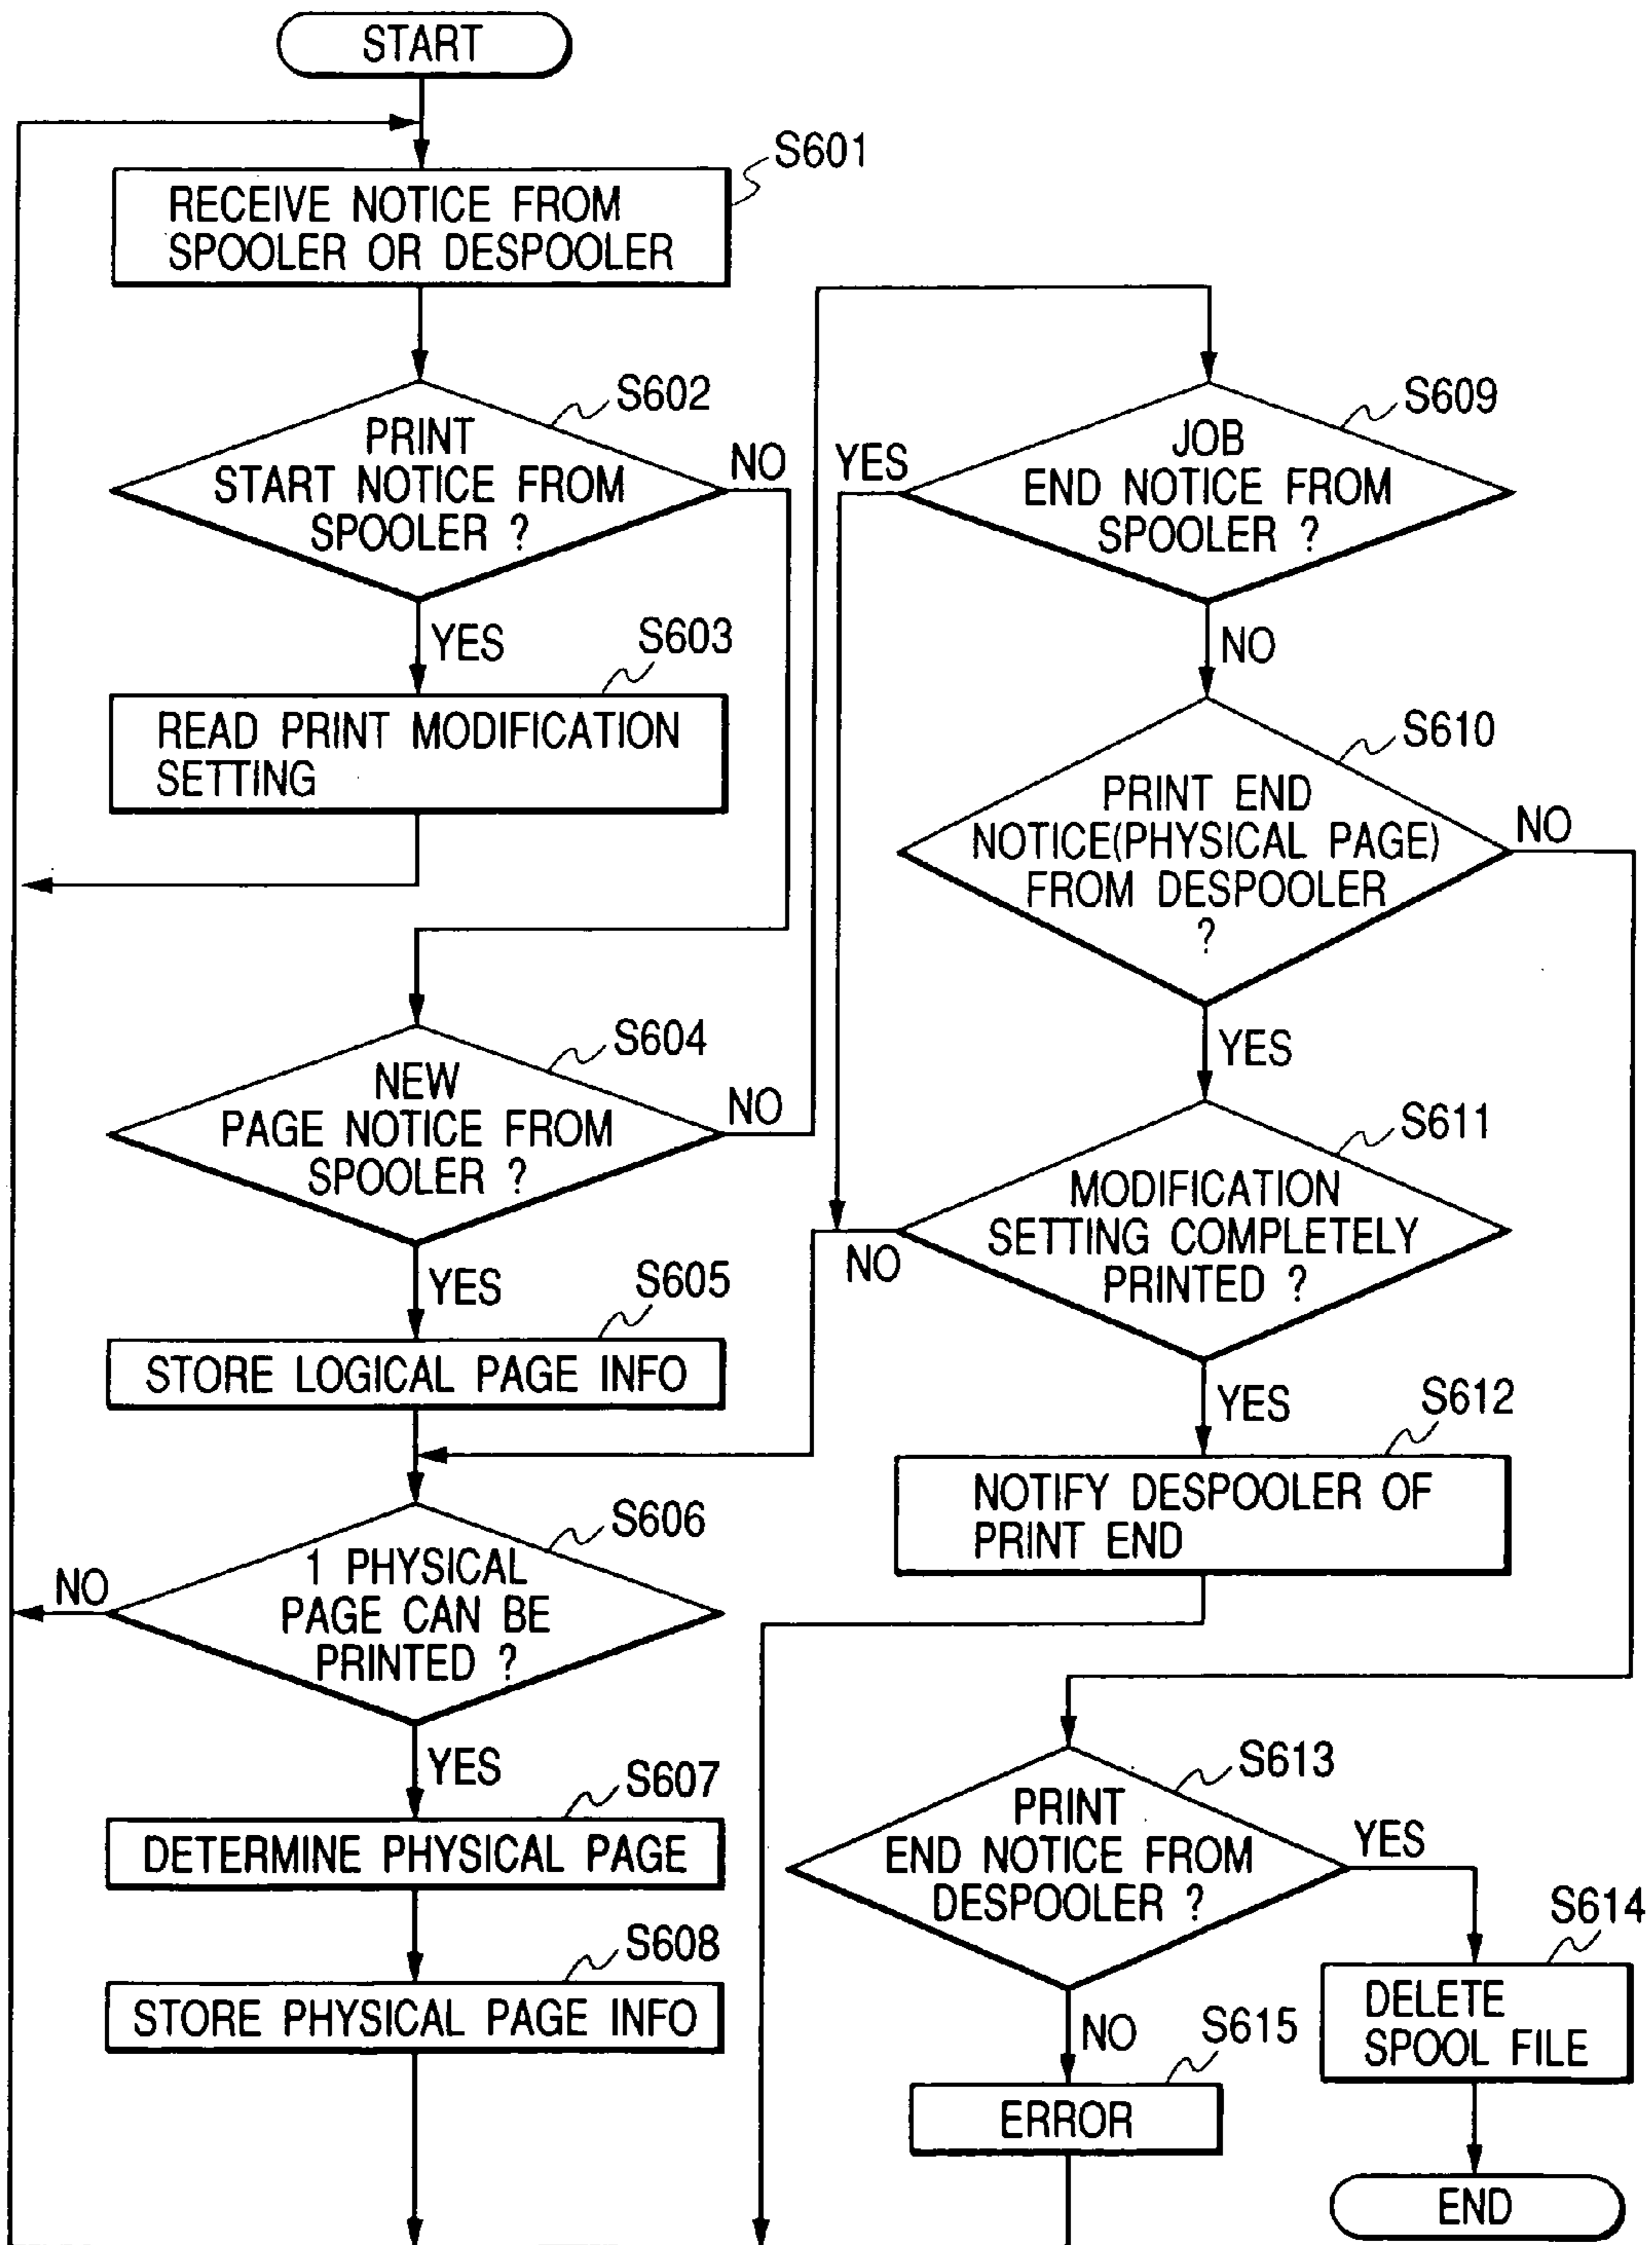 START
S601
RECEIVE NOTICE FROM
SPOOLER OR DESPOOLER
S602
PRINT
START NOTICE FROM
SPOOLER ?
NO
YES
S603
READ PRINT MODIFICATION
SETTING
S604
NEW
PAGE NOTICE FROM
SPOOLER ?
NO
YES
S605
STORE LOGICAL PAGE INFO
S606
1 PHYSICAL
PAGE CAN BE
PRINTED ?
NO
YES
S607
DETERMINE PHYSICAL PAGE
S608
STORE PHYSICAL PAGE INFO
S609
JOB
END NOTICE FROM
SPOOLER ?
YES
NO
S610
PRINT END
NOTICE(PHYSICAL PAGE)
FROM DESPOOLER
?
NO
YES
S611
MODIFICATION
SETTING COMPLETELY
PRINTED ?
NO
YES
S612
NOTIFY DESPOOLER OF
PRINT END
S613
PRINT
END NOTICE FROM
DESPOOLER ?
YES
S614
DELETE
SPOOL FILE
NO
S615
ERROR
END